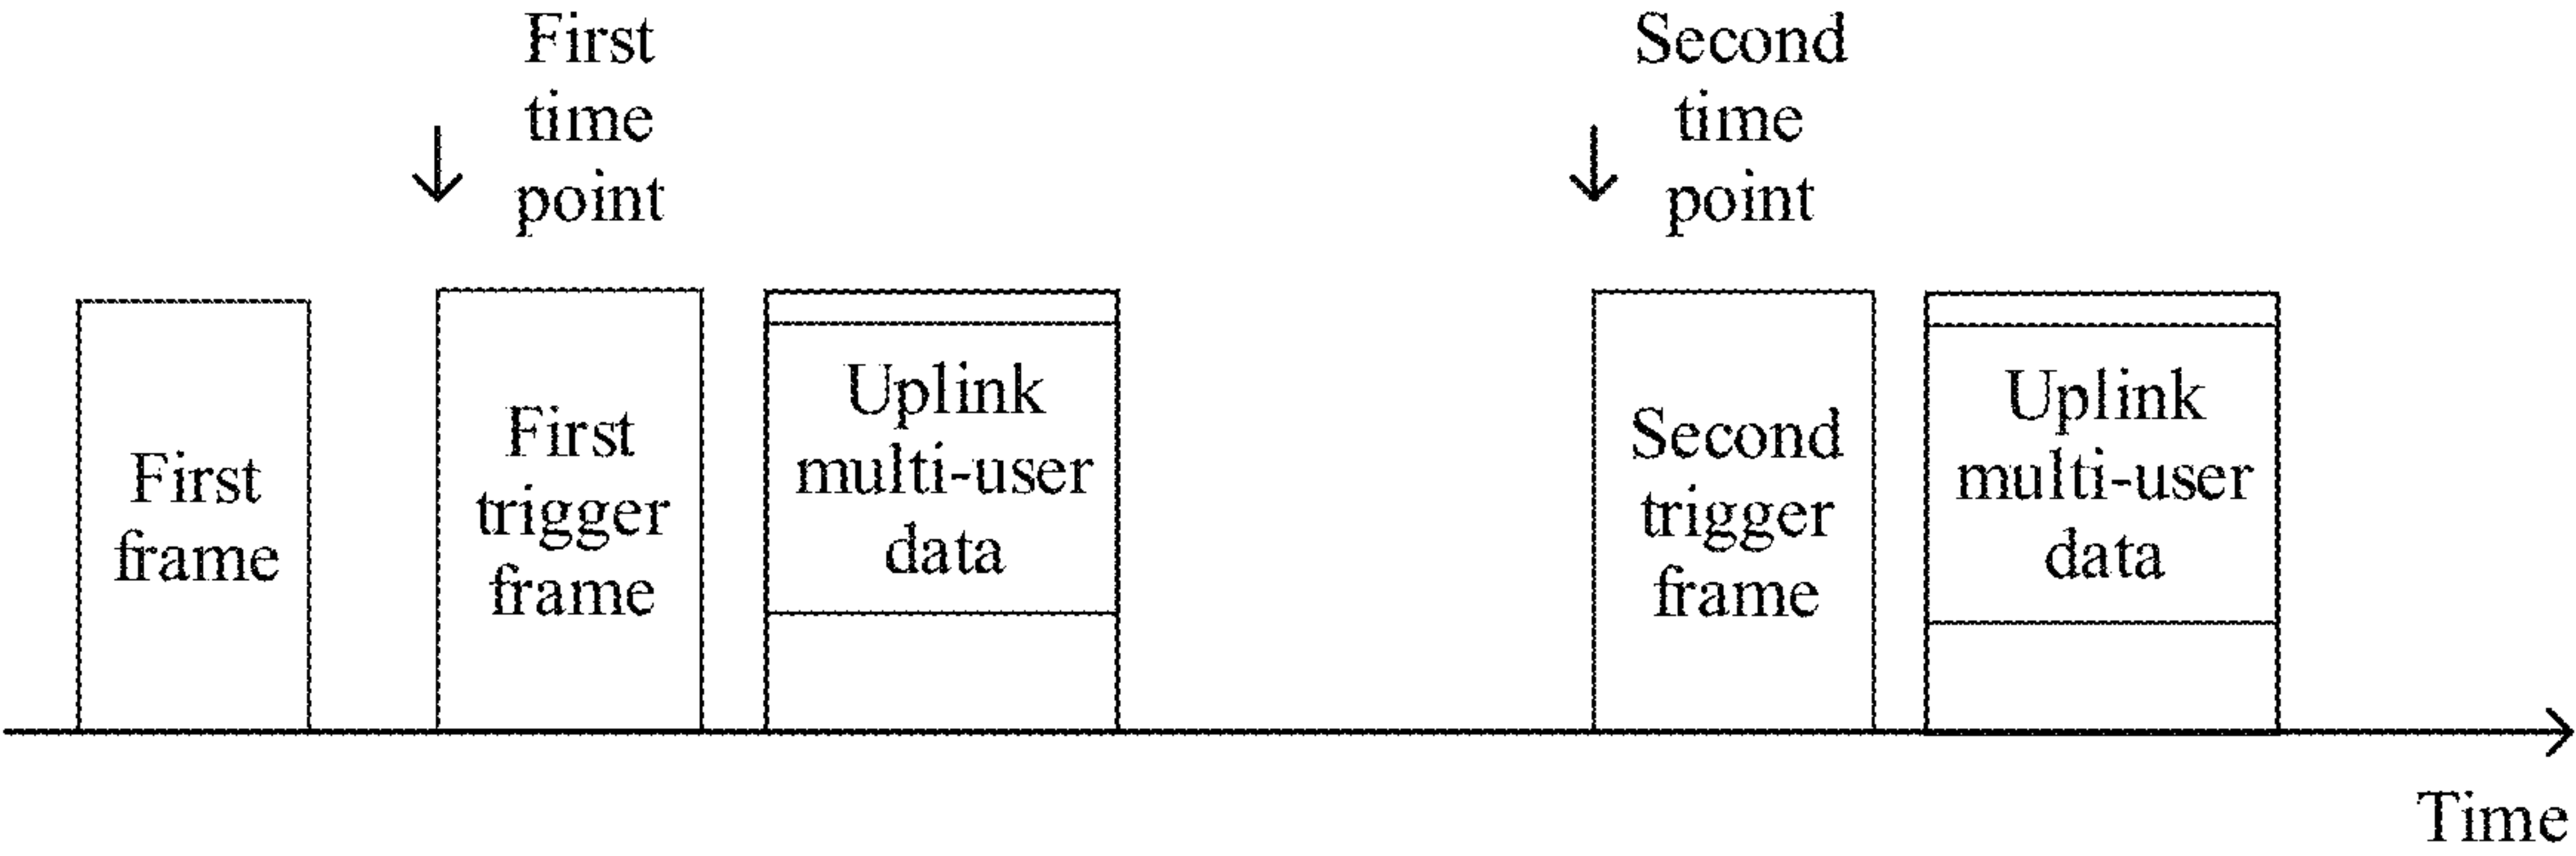 First
time
point
Second
time
point
First
frame
First
trigger
frame
Uplink
multi-user
data
Second
trigger
frame
Uplink
multi-user
data
Time